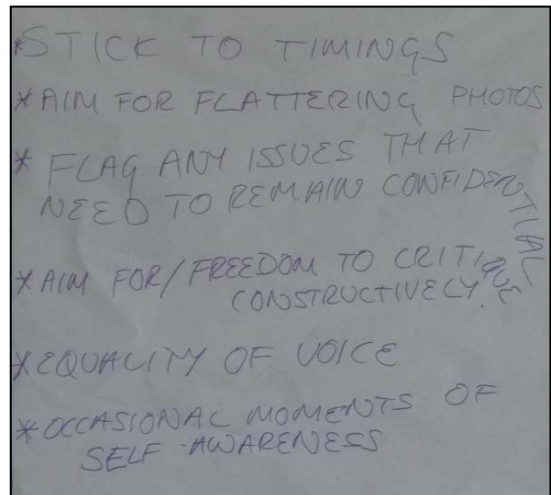 *STICK TO TIMINGS
*AIM FOR FLATTERING PHOTOS
* FLAG ANY ISSUES THAT
NEED TO REMAIN CONFIDENTIAL
*AIM FOR/FREEDOM TO CRITIQUE
CONSTRUCTIVELY.
*EQUALITY OF VOICE
*OCCASIONAL MOMENTS OF
SELF-AWARENESS